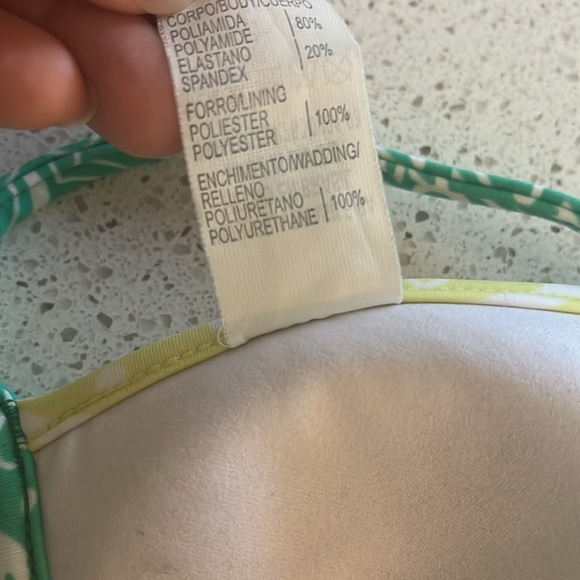 CORPO/BODY/CUERPO
POLIAMIDA
POLYAMIDE 80%
ELASTANO
SPANDEX 20%
FORRO/LINING
POLIESTER
POLYESTER 100%
ENCHIMENTO/WADDING/
RELLENO
POLIURETANO
POLYURETHANE 100%